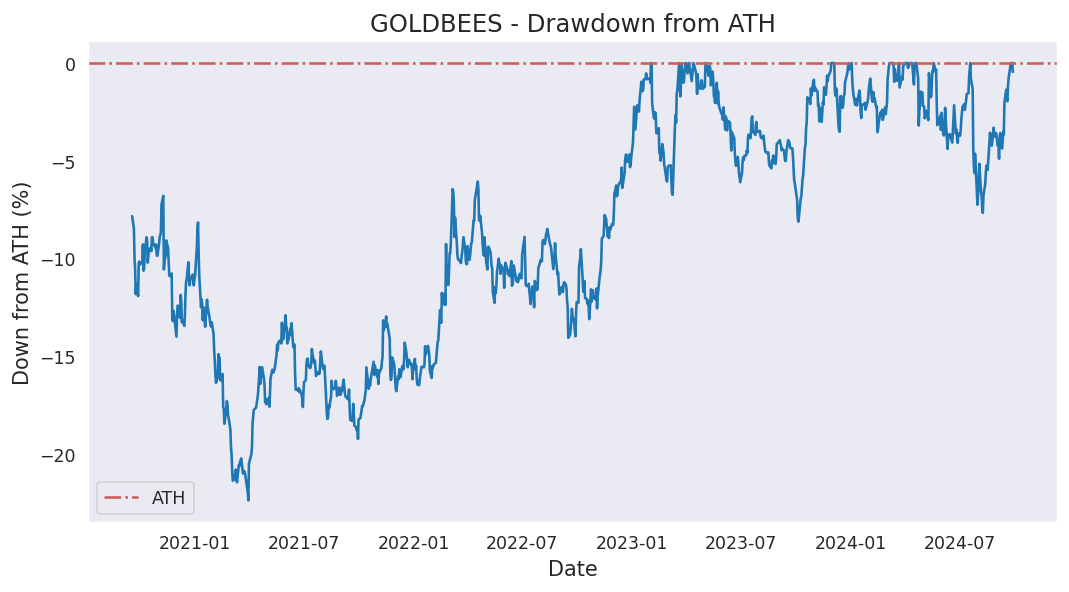 GOLDBEES - Drawdown from ATH
Down from ATH (%)
0
−5
−10
−15
−20
ATH
2021-01 2021-07 2022-01 2022-07 2023-01 2023-07 2024-01 2024-07
Date